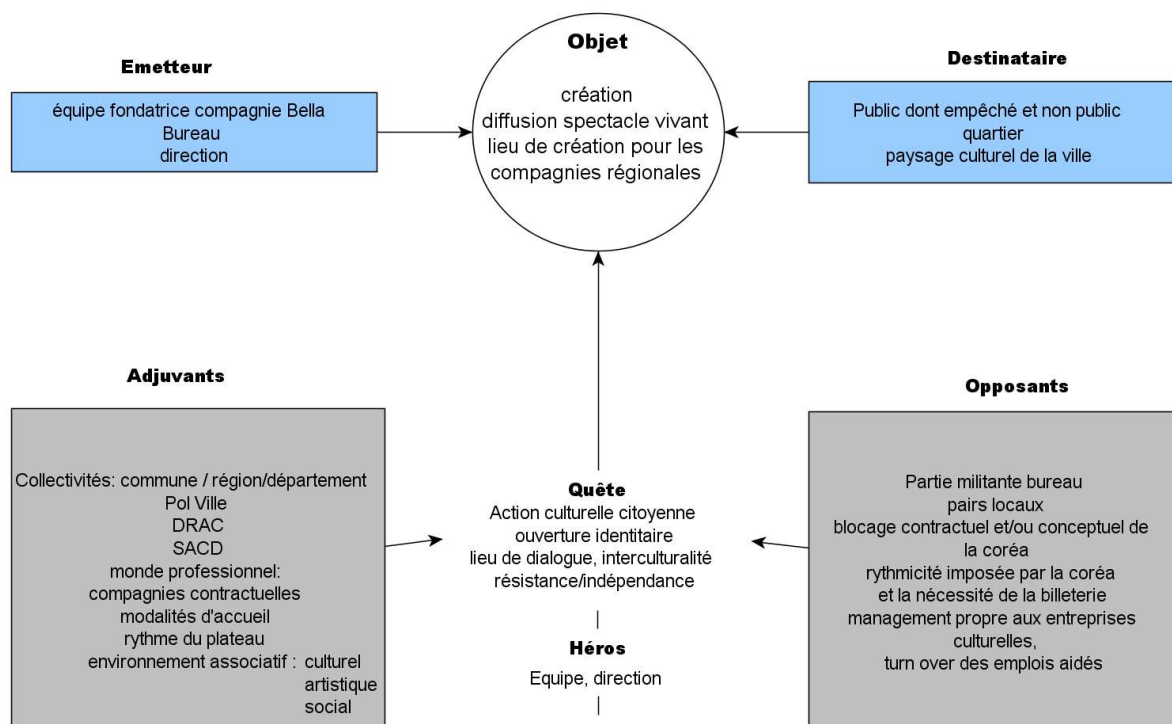 Objet
création
diffusion spectacle vivant
lieu de création pour les
compagnies régionales
Emetteur
équipe fondatrice compagnie Bella
Bureau
direction
Destinataire
Public dont empêché et non public
quartier
paysage culturel de la ville
Adjuvants
Collectivités: commune / région/département
Pol Ville
DRAC
SACD
monde professionnel:
compagnies contractuelles
modalités d'accueil
rythme du plateau
environnement associatif : culturel
artistique
social
Quête
Action culturelle citoyenne
ouverture identitaire
lieu de dialogue, interculturalité
résistance/indépendance
Héros
Equipe, direction
Opposants
Partie militante bureau
pairs locaux
blocage contractuel et/ou conceptuel de
la coréa
rythmicité imposée par la coréa
et la nécessité de la billeterie
management propre aux entreprises
culturelles,
turn over des emplois aidés